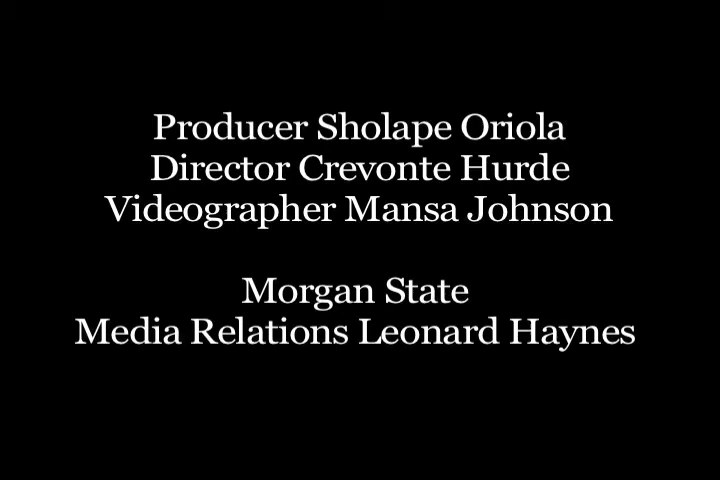 Producer Sholape Oriola
Director Crevonte Hurde
Videographer Mansa Johnson
Morgan State
Media Relations Leonard Haynes